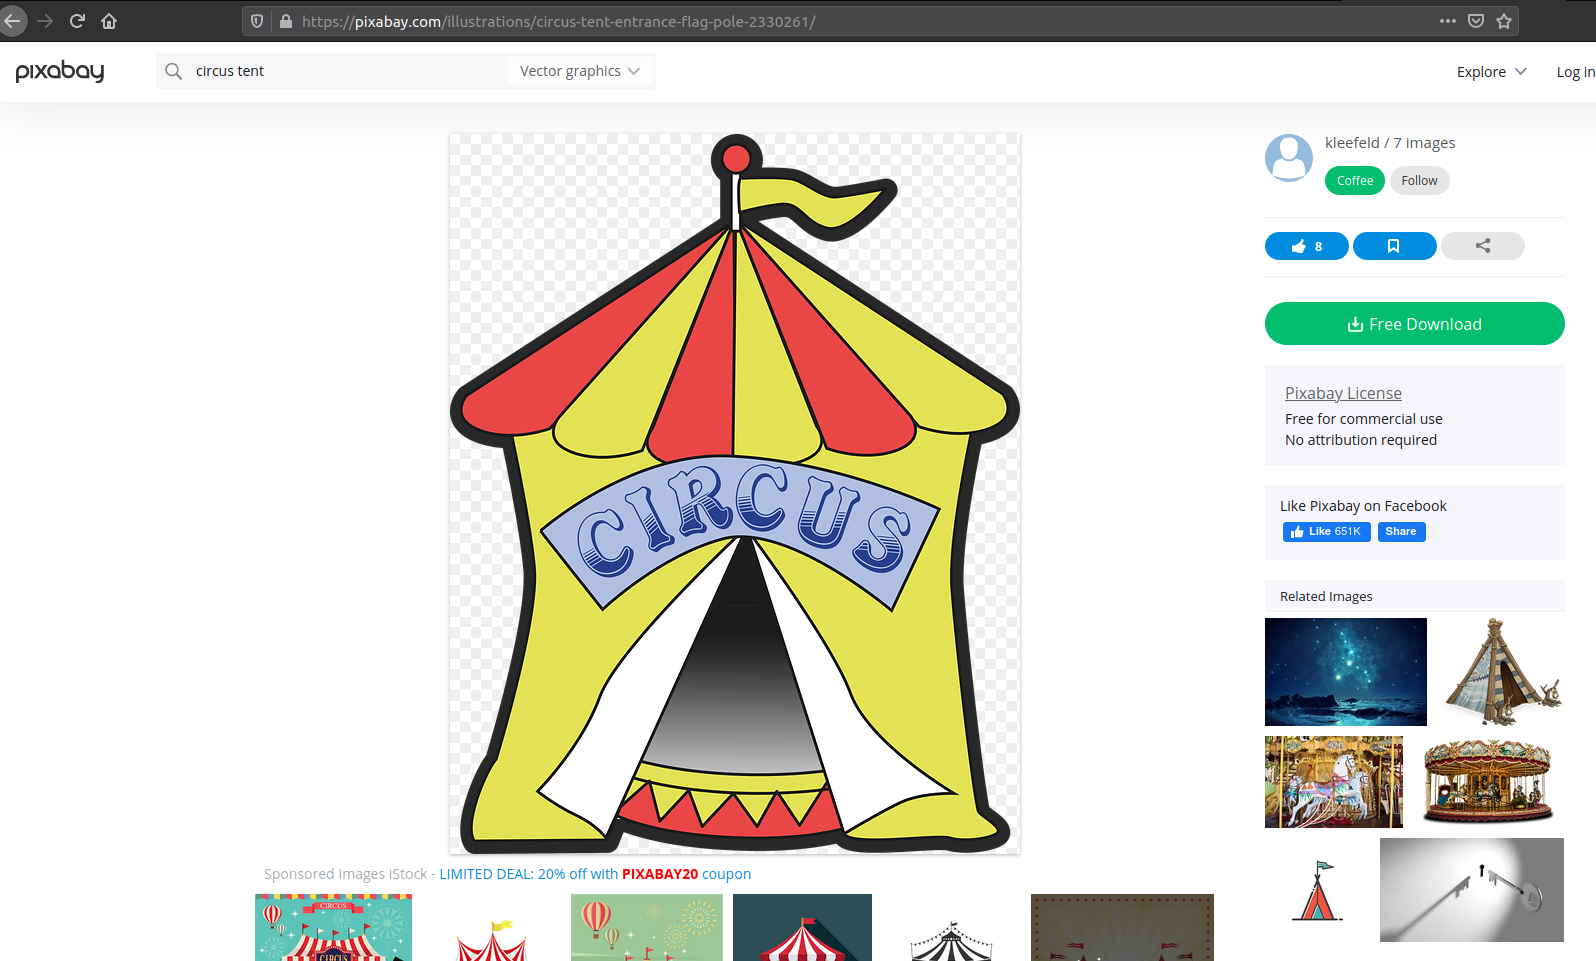 https://pixabay.com/illustrations/circus-tent-entrance-flag-pole-2330261/
pixabay
circus tent
Vector graphics
Explore
Log in
kleefeld / 7 images
Coffee
Follow
8
Free Download
CIRCUS
Pixabay License
Free for commercial use
No attribution required
Like Pixabay on Facebook
Like 651K
Share
Related Images
Sponsored Images iStock - LIMITED DEAL: 20% off with PIXABAY20 coupon
CIRCUS
CIRCUS